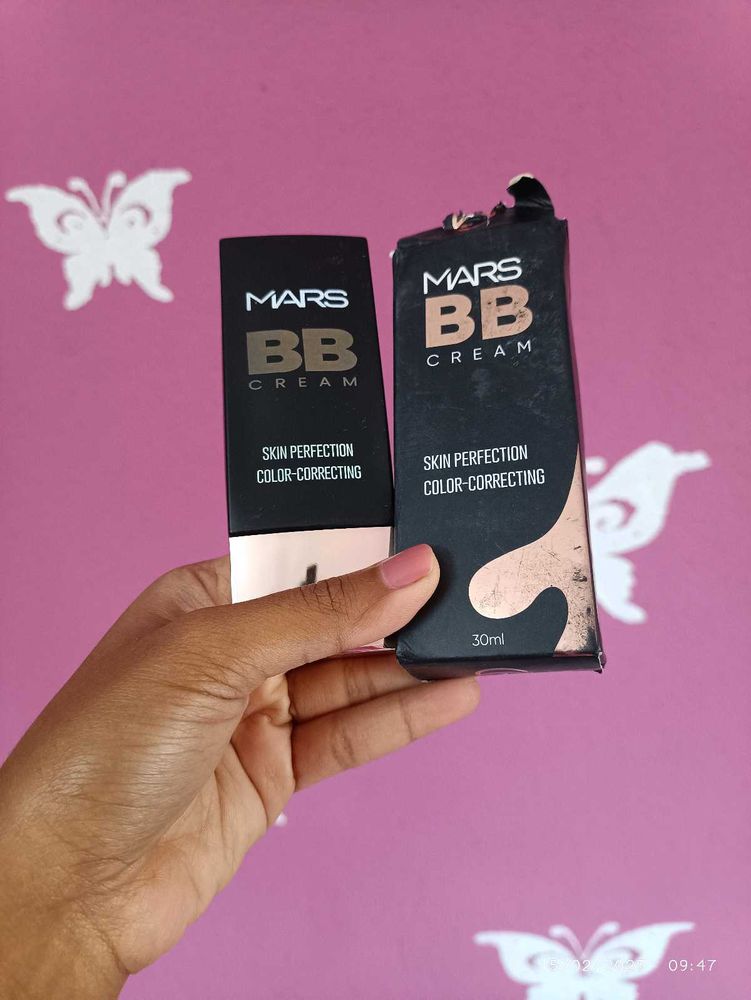 MARS
BB
CREAM
SKIN PERFECTION
COLOR-CORRECTING
MARS
BB
CREAM
SKIN PERFECTION
COLOR-CORRECTING
30ml
09:47